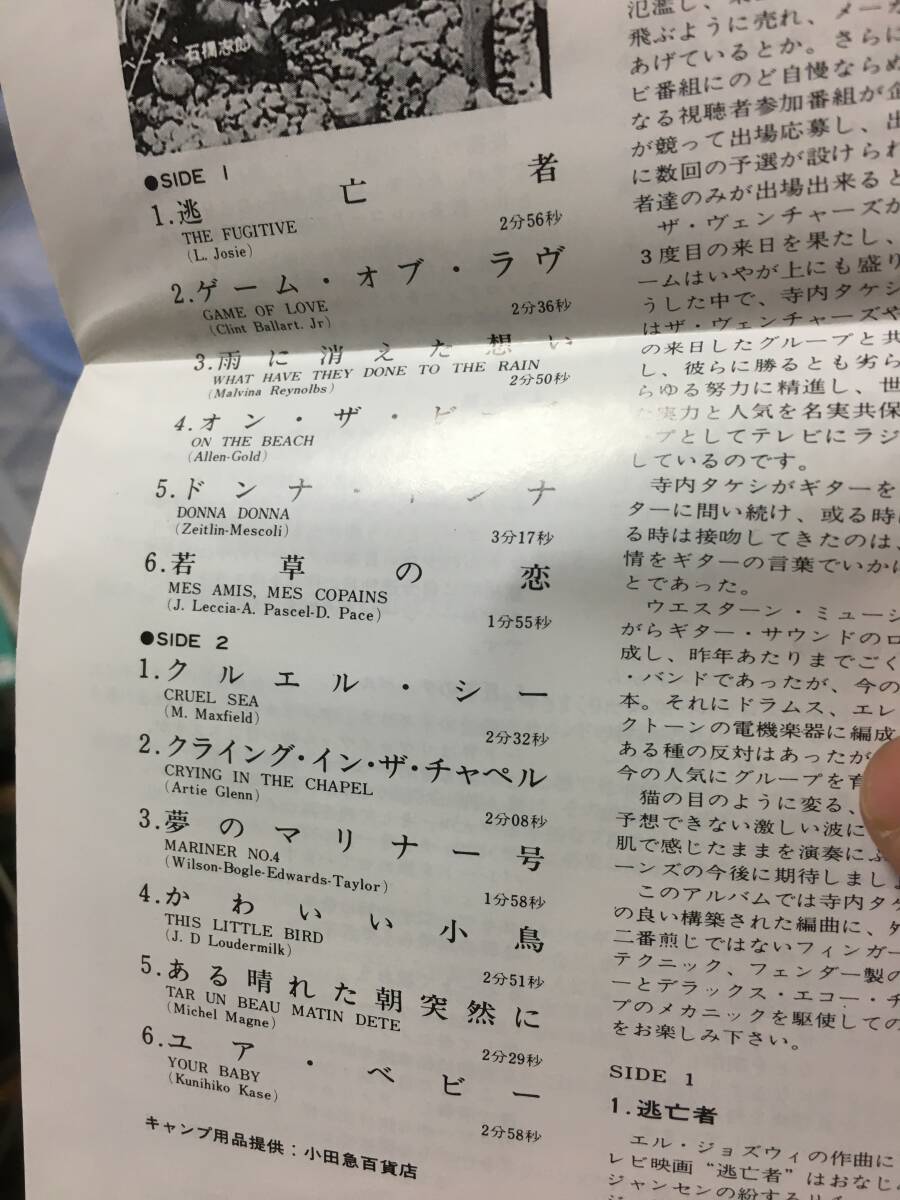 ベース、石橋志郎
●SIDE 1
1.逃亡者
THE FUGITIVE
(L. Josie)
2分56秒
2.ゲーム・オブ・ラヴ
GAME OF LOVE
(Clint Ballart. Jr)
2分36秒
3.雨に消えた想い
WHAT HAVE THEY DONE TO THE RAIN
(Malvina Reynolbs)
2分50秒
4.オン・ザ・ビ
ON THE BEACH
(Allen-Gold)
5.ドンナ・ドンナ
DONNA DONNA
(Zeitlin-Mescoli)
3分17秒
6.若草の恋
MES AMIS, MES COPAINS
(J. Leccia-A. Pascel-D. Pace)
1分55秒
●SIDE 2
1.クルエル・シー
CRUEL SEA
(M. Maxfield)
2分32秒
2.クライング・イン・ザ・チャペル
CRYING IN THE CHAPEL
(Artie Glenn)
2分08秒
3.夢のマリナー号
MARINER NO.4
(Wilson-Bogle-Edwards-Taylor)
1分58秒
4.かわいい小鳥
THIS LITTLE BIRD
(J. D Loudermilk)
2分51秒
5.ある晴れた朝突然に
TAR UN BEAU MATIN DETE
(Michel Magne)
2分29秒
6.ユア・ベビー
YOUR BABY
(Kunihiko Kase)
2分58秒
キャンプ用品提供：小田急百貨店
氾濫し、
飛ぶように売れ、メーカ
あげているとか。さらに
ビ番組にのど自慢ならぬ
なる視聴者参加番組が企
が競って出場応募し、出
に数回の予選が設けられ
者達のみが出場出来ると
ザ・ヴェンチャーズが
3度目の来日を果たし、
ームはいやが上にも盛り
うした中で、寺内タケシ
はザ・ヴェンチャーズや
の来日したグループと共
し、彼らに勝るとも劣ら
らゆる努力に精進し、世
た実力と人気を名実共保
ープとしてテレビにラジ
しているのです。
寺内タケシがギターを
ターに問い続け、或る時
る時は接吻してきたのは、
情をギターの言葉でいかに
とであった。
ウエスターン・ミュージ
がらギター・サウンドのロ
成し、昨年あたりまでごく
・バンドであったが、今の
本。それにドラムス、エレ
クトーンの電機楽器に編成
ある種の反対はあったが
今の人気にグループを育
猫の目のように変る、
予想できない激しい波に
肌で感じたままを演奏にぶ
ーンズの今後に期待しましょ
このアルバムでは寺内タケ
の良い構築された編曲に、
二番煎じではないフィンガー
テクニック、フェンダー製の
ーとデラックス・エコー・チ
プのメカニックを駆使しての
をお楽しみ下さい。
SIDE 1
1.逃亡者
エル・ジョズウィの作曲に
レビ映画“逃亡者”はおなじ
ジャンセンの紛する